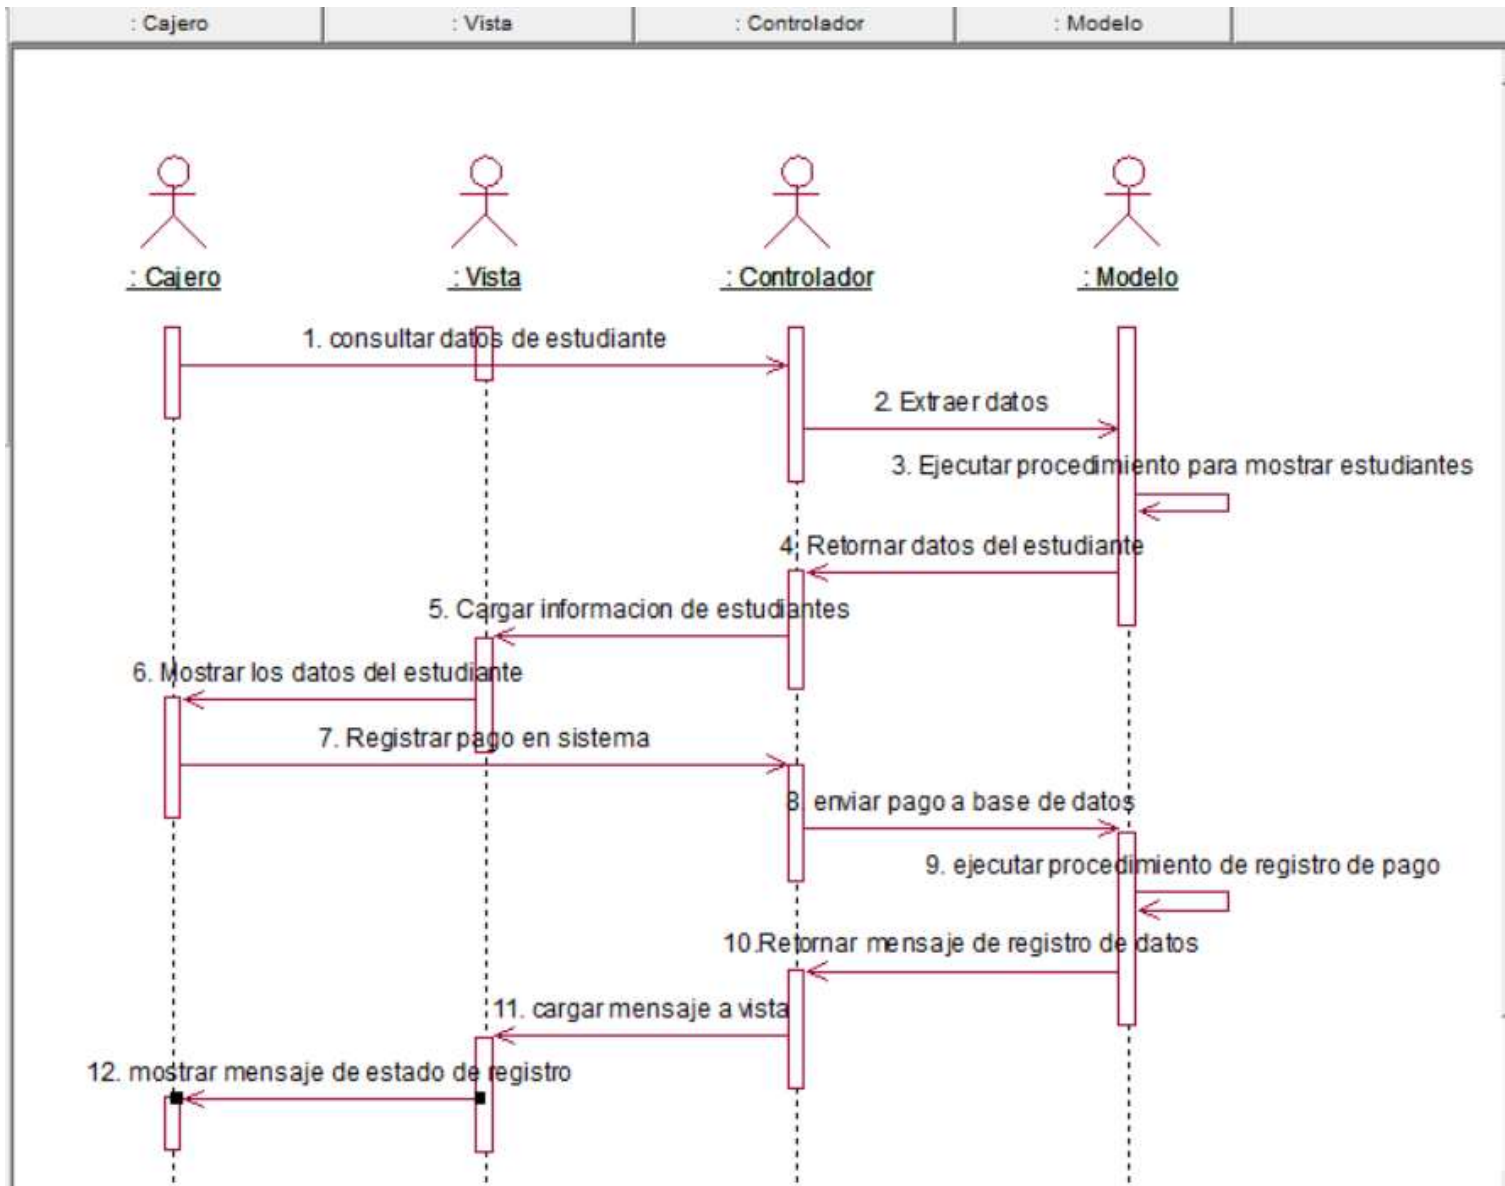 : Cajero
: Vista
: Controlador
: Modelo
: Cajero
: Vista
: Controlador
: Modelo
1. consultar datos de estudiante
2. Extraer datos
3. Ejecutar procedimiento para mostrar estudiantes
4. Retornar datos del estudiante
5. Cargar informacion de estudiantes
6. Mostrar los datos del estudiante
7. Registrar pago en sistema
8. enviar pago a base de datos
9. ejecutar procedimiento de registro de pago
10.Retornar mensaje de registro de datos
11. cargar mensaje a vista
12. mostrar mensaje de estado de registro